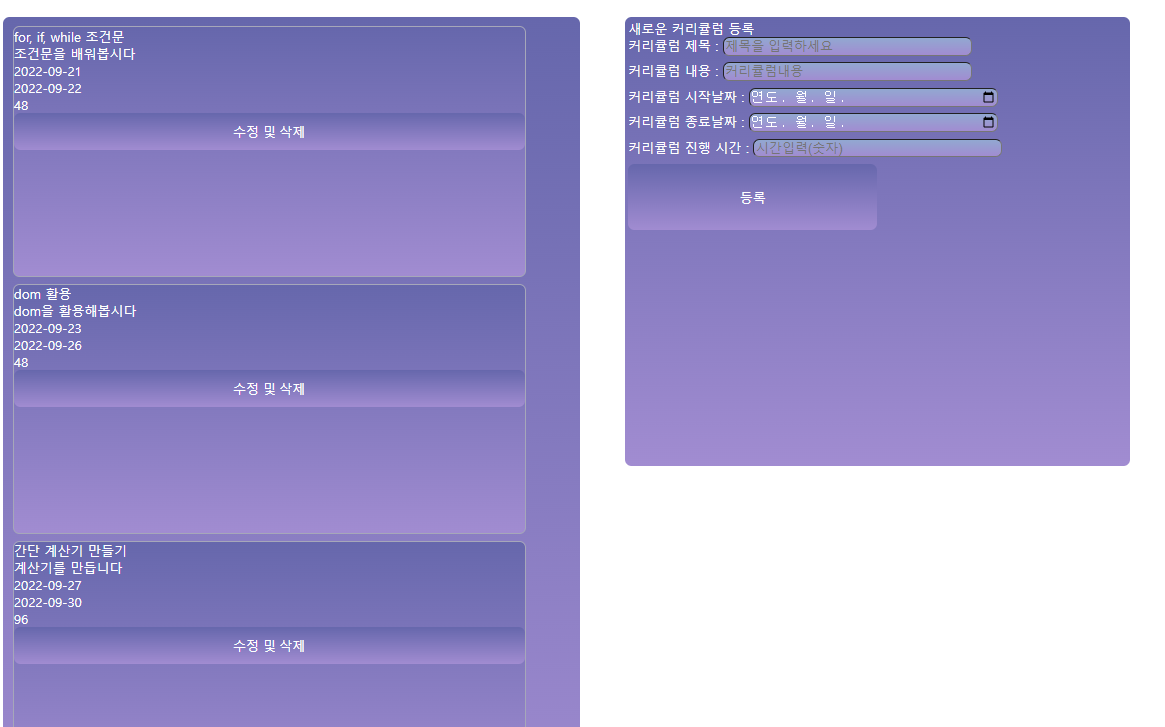 for, if, while 조건문
조건문을 배워봅시다
2022-09-21
2022-09-22
48
수정 및 삭제
dom 활용
dom을 활용해봅시다
2022-09-23
2022-09-26
48
수정 및 삭제
간단 계산기 만들기
계산기를 만듭니다
2022-09-27
2022-09-30
96
수정 및 삭제
새로운 커리큘럼 등록
커리큘럼 제목 : 제목을 입력하세요
커리큘럼 내용 : 커리큘럼내용
커리큘럼 시작날짜 : 연도. 월. 일.
커리큘럼 종료날짜 : 연도. 월. 일.
커리큘럼 진행 시간 : 시간입력(숫자)
등록